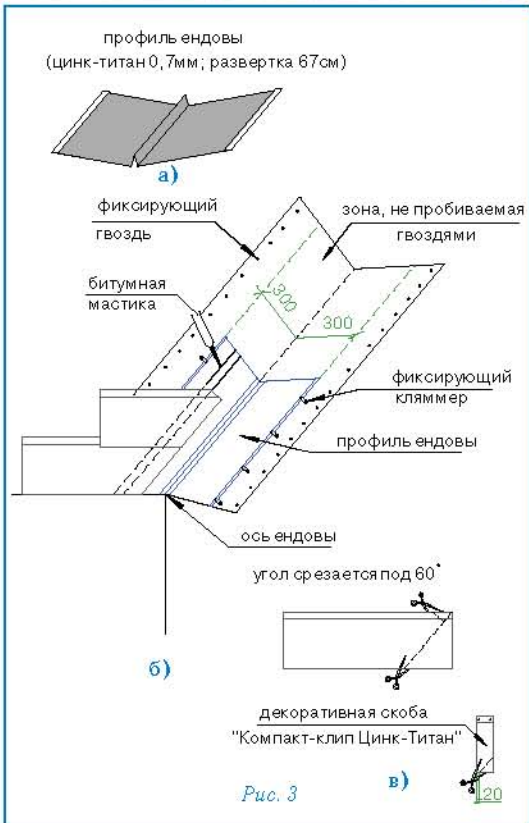 профиль ендовы
(цинк-титан 0,7мм; развертка 67см)
а)
фиксирующий
гвоздь
зона, не пробиваемая
гвоздями
битумная
мастика
300
300
фиксирующий
кляммер
профиль ендовы
ось ендовы
угол срезается под 60°
б)
декоративная скоба
"Компакт-клип Цинк-Титан"
в)
20
Рис. 3